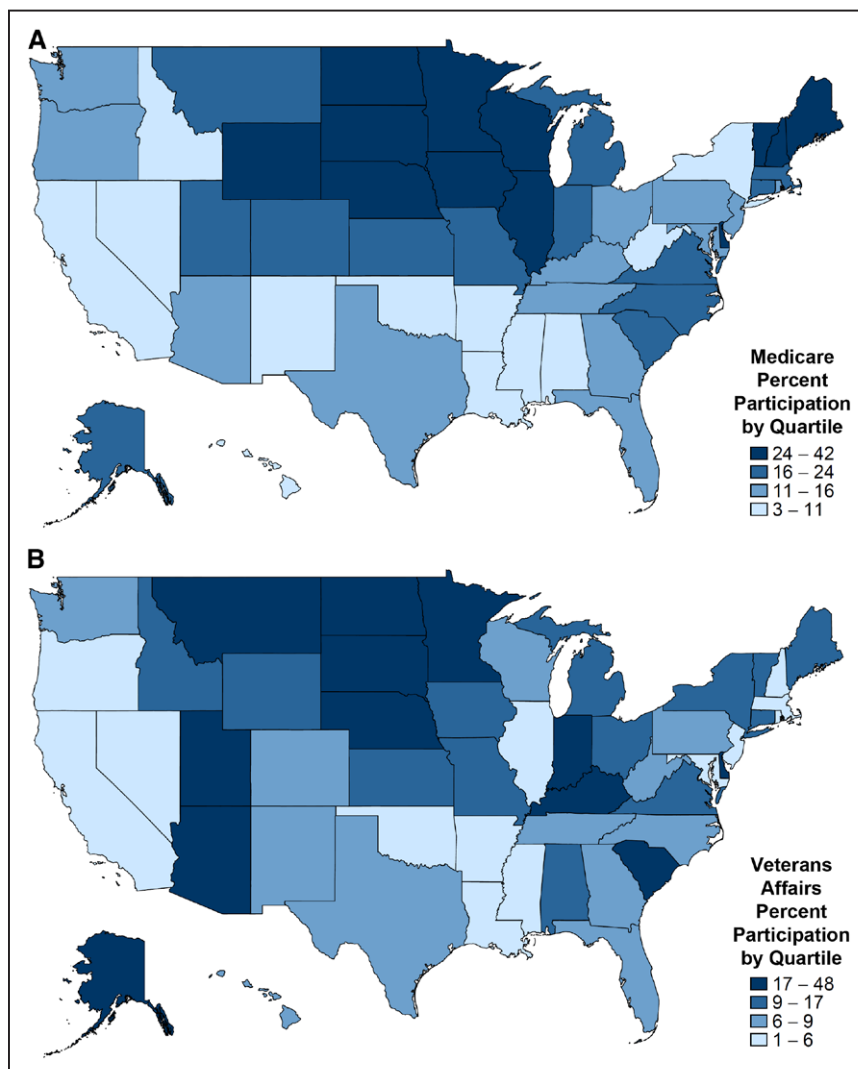 A
Medicare
Percent
Participation
by Quartile
24 – 42
16 – 24
11 – 16
3 – 11
B
Veterans
Affairs
Percent
Participation
by Quartile
17 – 48
9 – 17
6 – 9
1 – 6